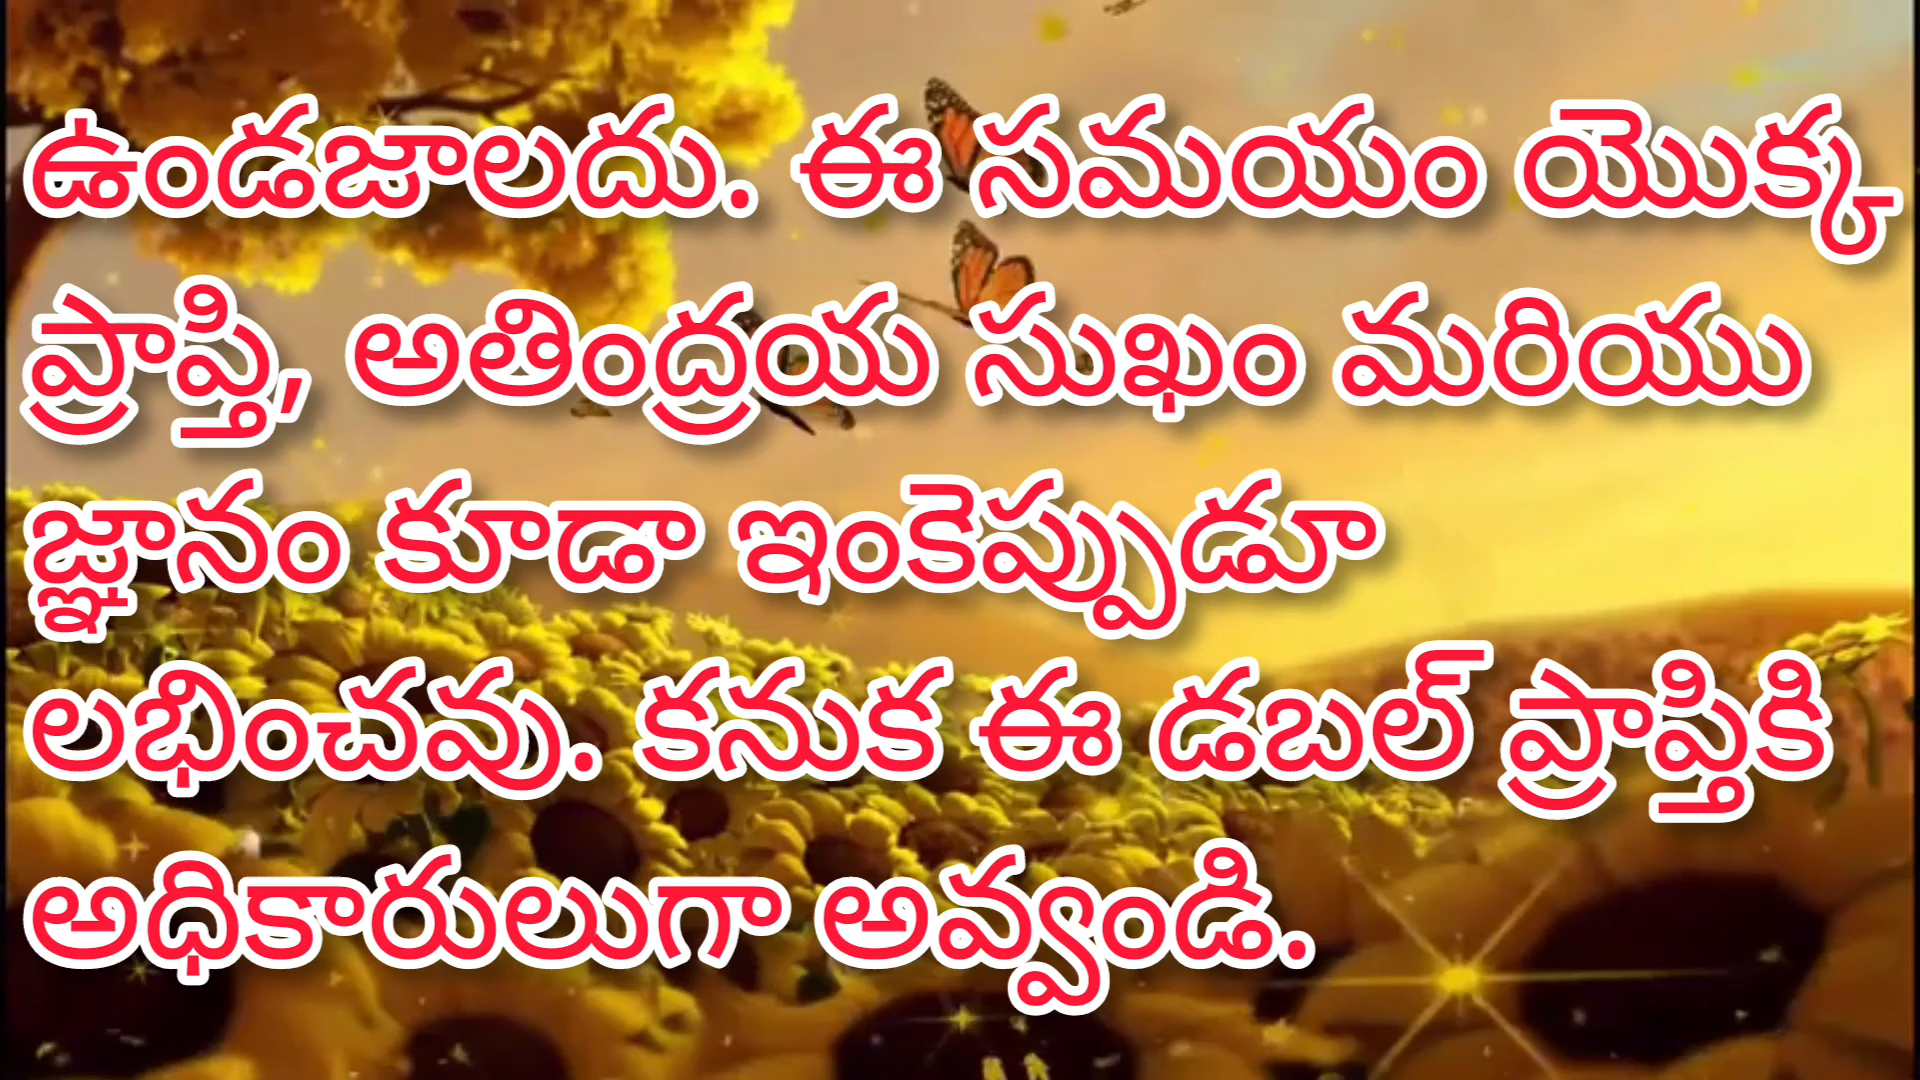 ఉండజాలదు. ఈ సమయం యొక్క
ప్రాప్తి, అతింద్రయ సుఖం మరియు
జ్ఞానం కూడా ఇంకెప్పుడూ
లభించవు. కనుక ఈ డబల్ ప్రాప్తికి
అధికారులుగా అవ్వండి.